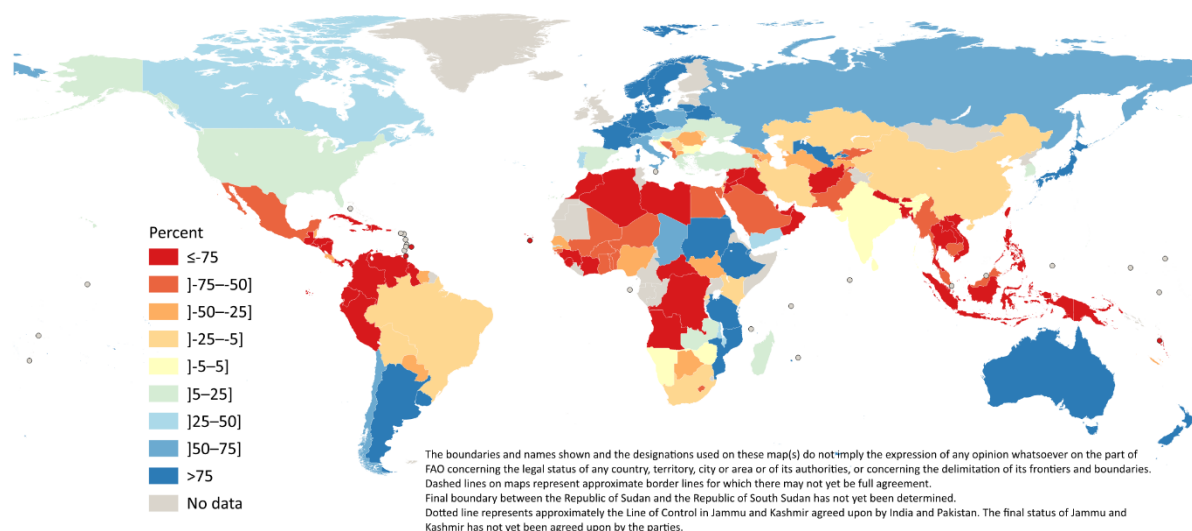 Percent
≤-75
]-75–-50]
]-50–-25]
]-25–-5]
]-5–5]
]5–25]
]25–50]
]50–75]
>75
No data
The boundaries and names shown and the designations used on these map(s) do not imply the expression of any opinion whatsoever on the part of
FAO concerning the legal status of any country, territory, city or area or of its authorities, or concerning the delimitation of its frontiers and boundaries.
Dashed lines on maps represent approximate border lines for which there may not yet be full agreement.
Final boundary between the Republic of Sudan and the Republic of South Sudan has not yet been determined.
Dotted line represents approximately the Line of Control in Jammu and Kashmir agreed upon by India and Pakistan. The final status of Jammu and
Kashmir has not yet been agreed upon by the parties.